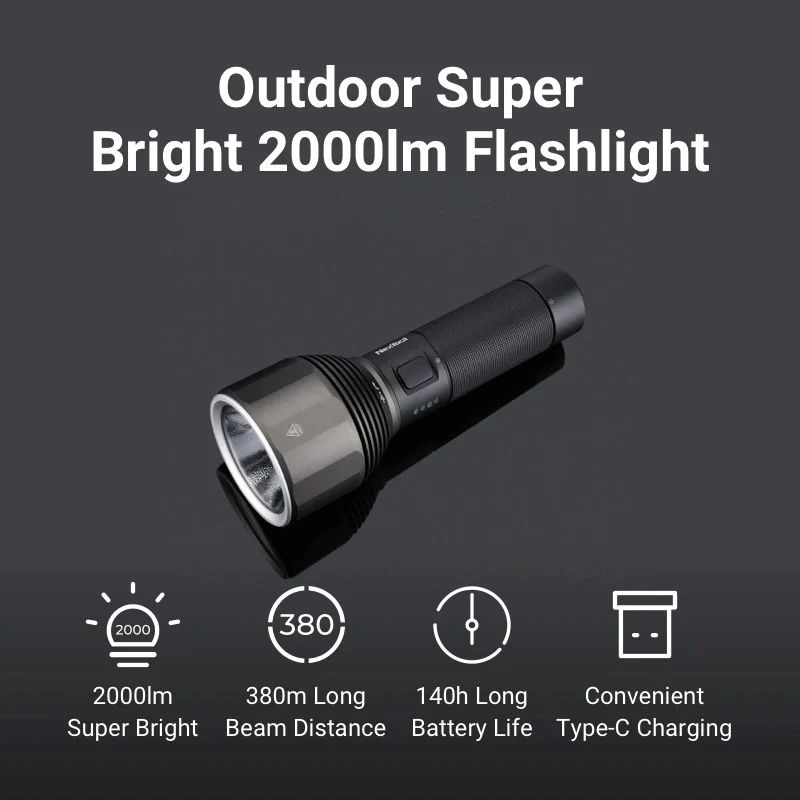 Outdoor Super
Bright 2000lm Flashlight
NexTool
2000
380
2000lm
Super Bright
380m Long
Beam Distance
140h Long
Battery Life
Convenient
Type-C Charging